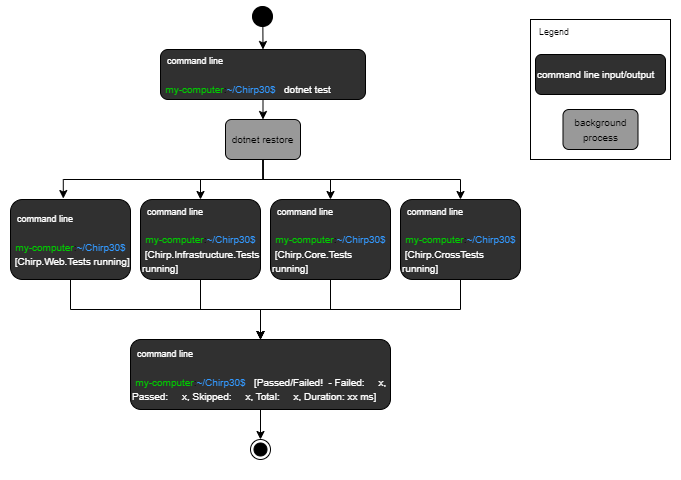 Legend
command line input/output
background
process
command line
my-computer ~/Chirp30$ dotnet test
dotnet restore
command line
my-computer ~/Chirp30$
[Chirp.Web.Tests running]
command line
my-computer ~/Chirp30$
[Chirp.Infrastructure.Tests
running]
command line
my-computer ~/Chirp30$
[Chirp.Core.Tests
running]
command line
my-computer ~/Chirp30$
[Chirp.CrossTests
running]
command line
my-computer ~/Chirp30$ [Passed/Failed! - Failed: x,
Passed: x, Skipped: x, Total: x, Duration: xx ms]